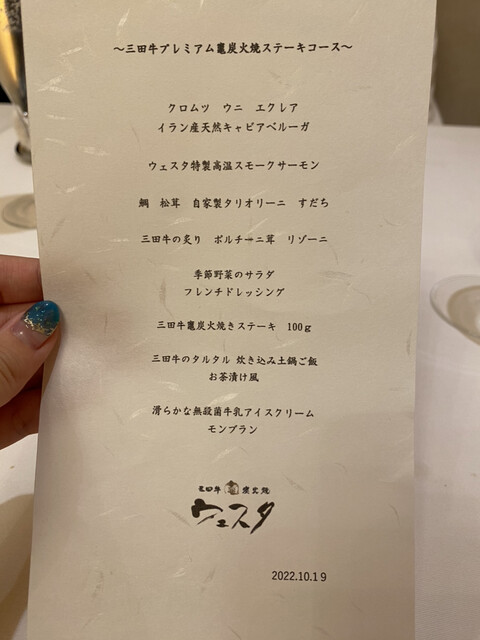 ～三田牛プレミアム竈炭火焼ステーキコース～
クロムツ　ウニ　エクレア
イラン産天然キャビアベルーガ
ウェスタ特製高温スモークサーモン
鯛　松茸　自家製タリオリーニ　すだち
三田牛の炙り　ポルチーニ茸　リゾーニ
季節野菜のサラダ
フレンチドレッシング
三田牛竈炭火焼きステーキ　100ｇ
三田牛のタルタル 炊き込み土鍋ご飯
お茶漬け風
滑らかな無殺菌牛乳アイスクリーム
モンブラン
三田牛 竈 炭火焼
ウェスタ
2022.10.19